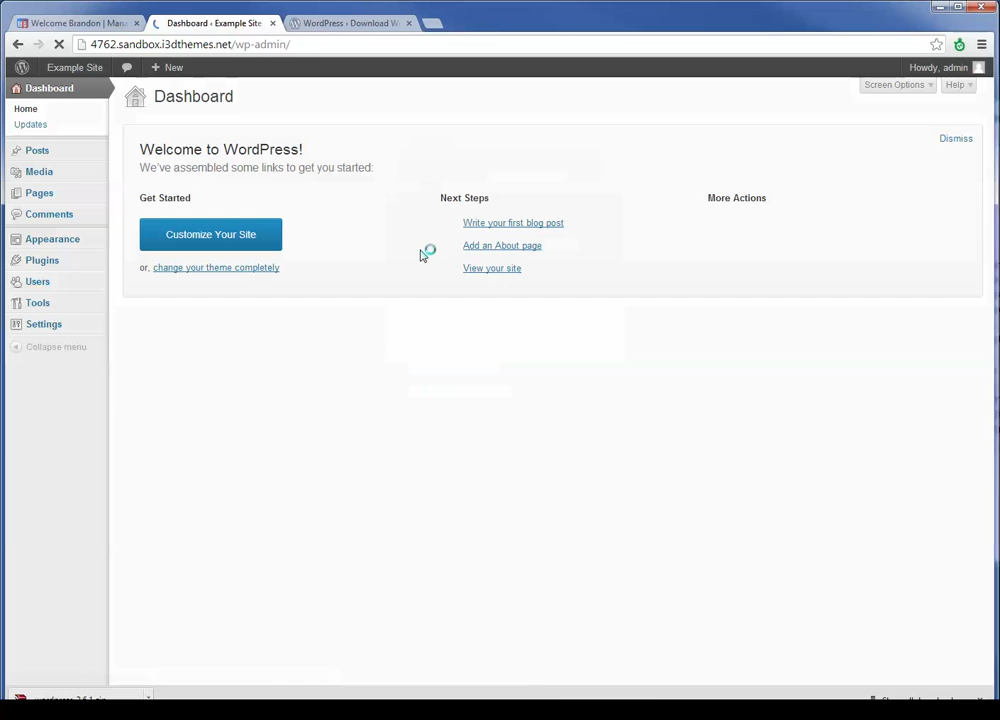 Welcome Brandon | Man
Dashboard ‹ Example Site
WordPress › Download W
4762.sandbox.i3dthemes.net/wp-admin/
Example Site
+ New
Howdy, admin
Dashboard
Dashboard
Screen Options
Help
Home
Updates
Posts
Media
Pages
Comments
Appearance
Plugins
Users
Tools
Settings
Collapse menu
Welcome to WordPress!
Dismiss
We've assembled some links to get you started:
Get Started
Next Steps
More Actions
Customize Your Site
Write your first blog post
Add an About page
View your site
or, change your theme completely